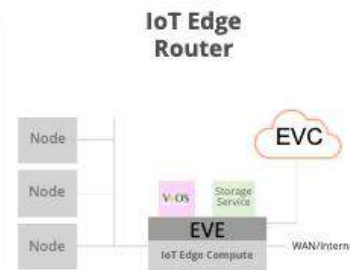 IoT Edge
Router
EVC
Node
Node
Node
Storage
Service
EVE
IoT Edge Compute
WAN/Intern